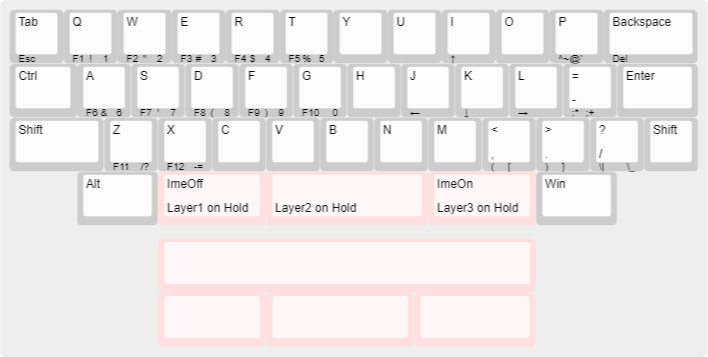 Tab Q W E R T Y U I O P Backspace
Esc F1 ! 1 F2 " 2 F3 # 3 F4 $ 4 F5 % 5 ↑ ^~@` Del
Ctrl A S D F G H J K L = Enter
-
F6 & 6 F7 ' 7 F8 ( 8 F9 ) 9 F10 0 ← ↓ → :* ;+
Shift Z X C V B N M < > ? Shift
, . /
F11 /? F12 -= ( [ ) ] \| \_
Alt ImeOff ImeOn Win
Layer1 on Hold Layer2 on Hold Layer3 on Hold